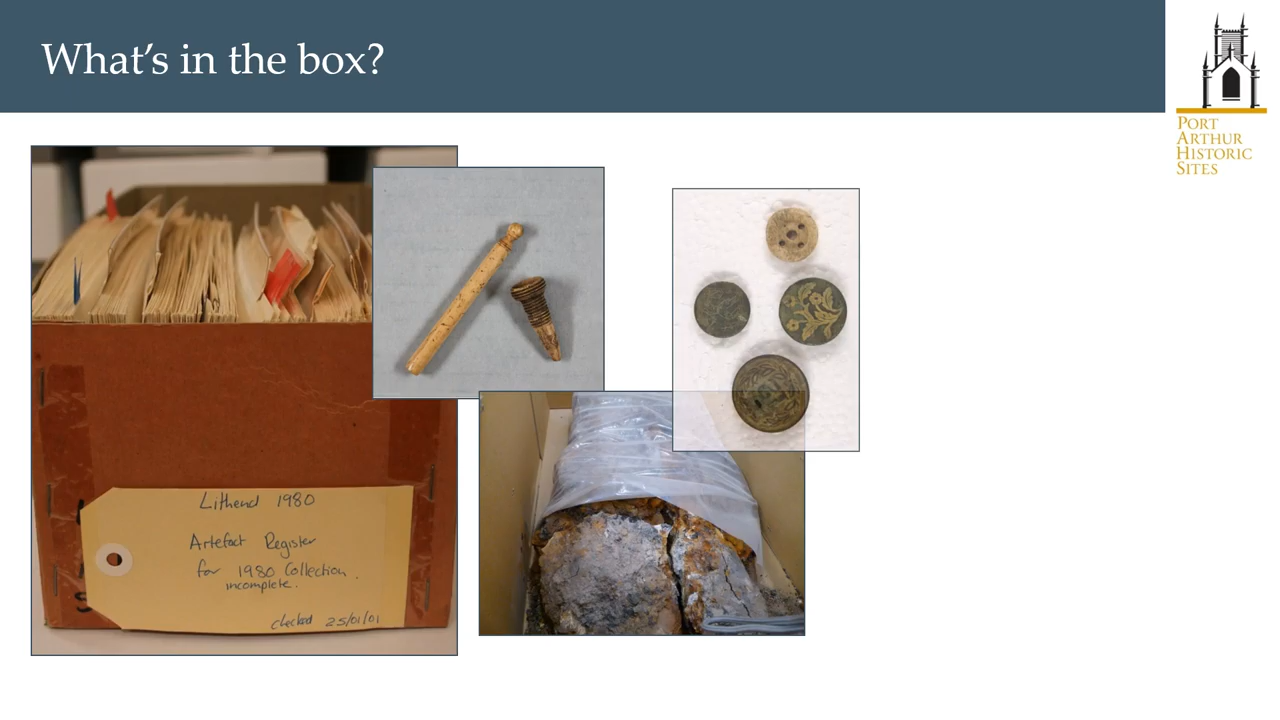 What's in the box?
PORT
ARTHUR
HISTORIC
SITES
Lithend 1980
Artefact Register
for 1980 Collection
incomplete.
checked 25/01/01